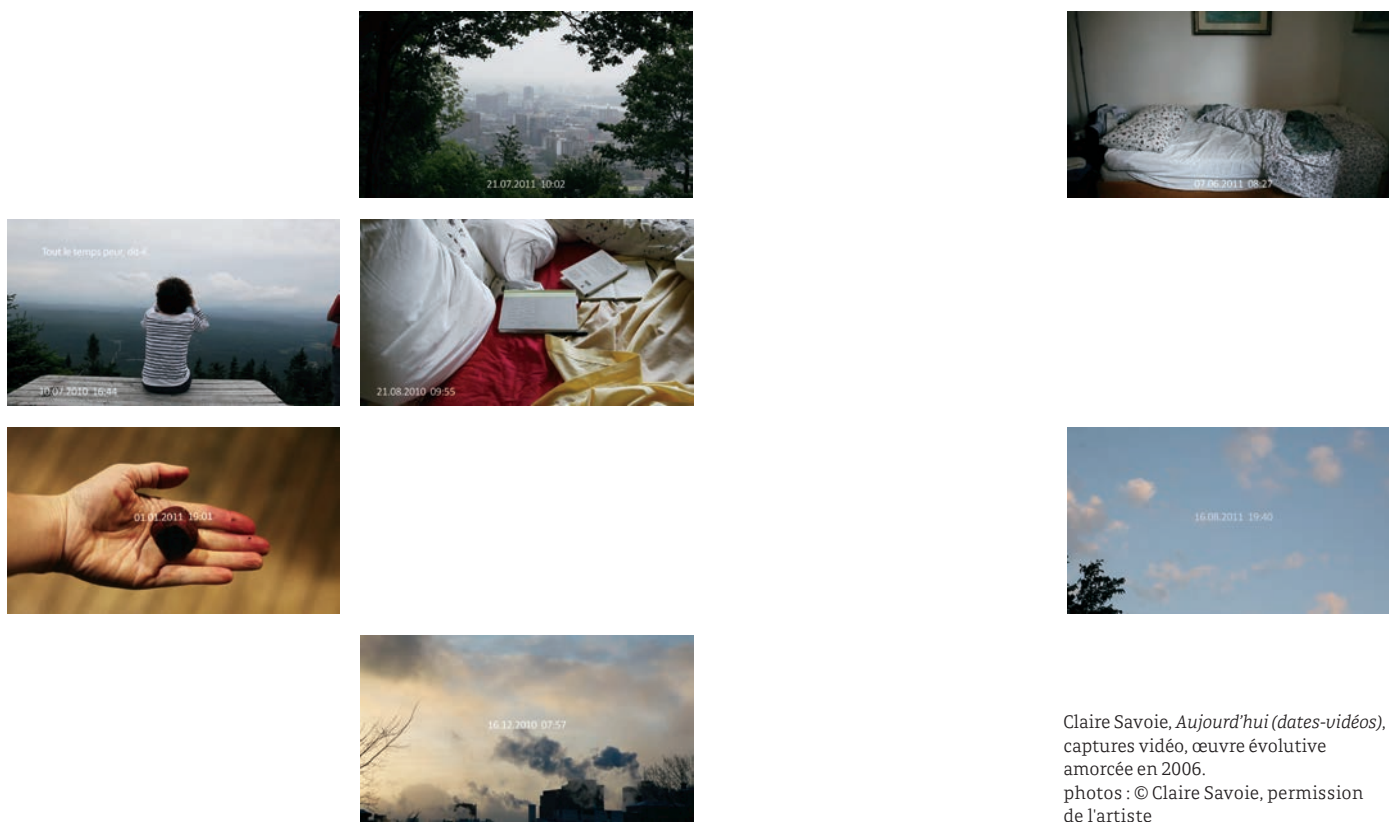 21.07.2011 10:02
07.06.2011 08:27
Tout le temps peur, dit-il.
10.07.2010 16:44
21.08.2010 09:55
01.01.2011 19:01
16.08.2011 19:40
16.12.2010 07:57
Claire Savoie, Aujourd’hui (dates-vidéos),
captures vidéo, œuvre évolutive
amorcée en 2006.
photos : © Claire Savoie, permission
de l'artiste